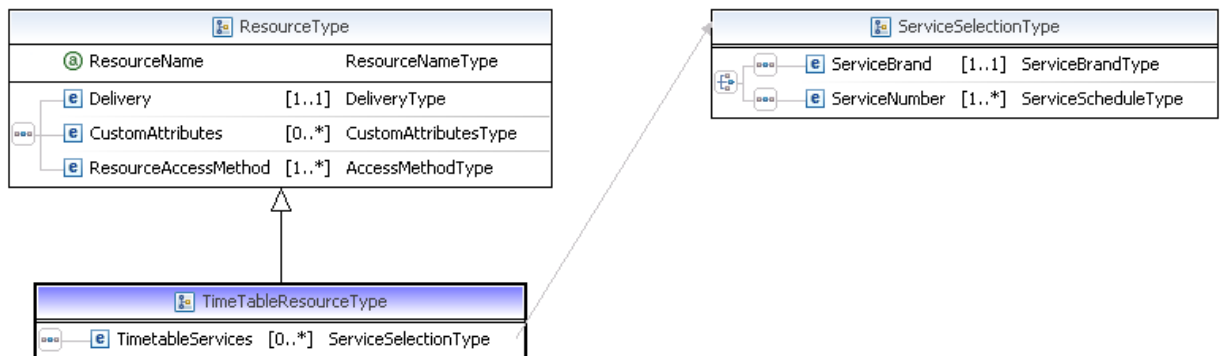 ResourceType
ResourceName ResourceNameType
Delivery [1..1] DeliveryType
CustomAttributes [0..*] CustomAttributesType
ResourceAccessMethod [1..*] AccessMethodType
ServiceSelectionType
ServiceBrand [1..1] ServiceBrandType
ServiceNumber [1..*] ServiceScheduleType
TimeTableResourceType
TimetableServices [0..*] ServiceSelectionType